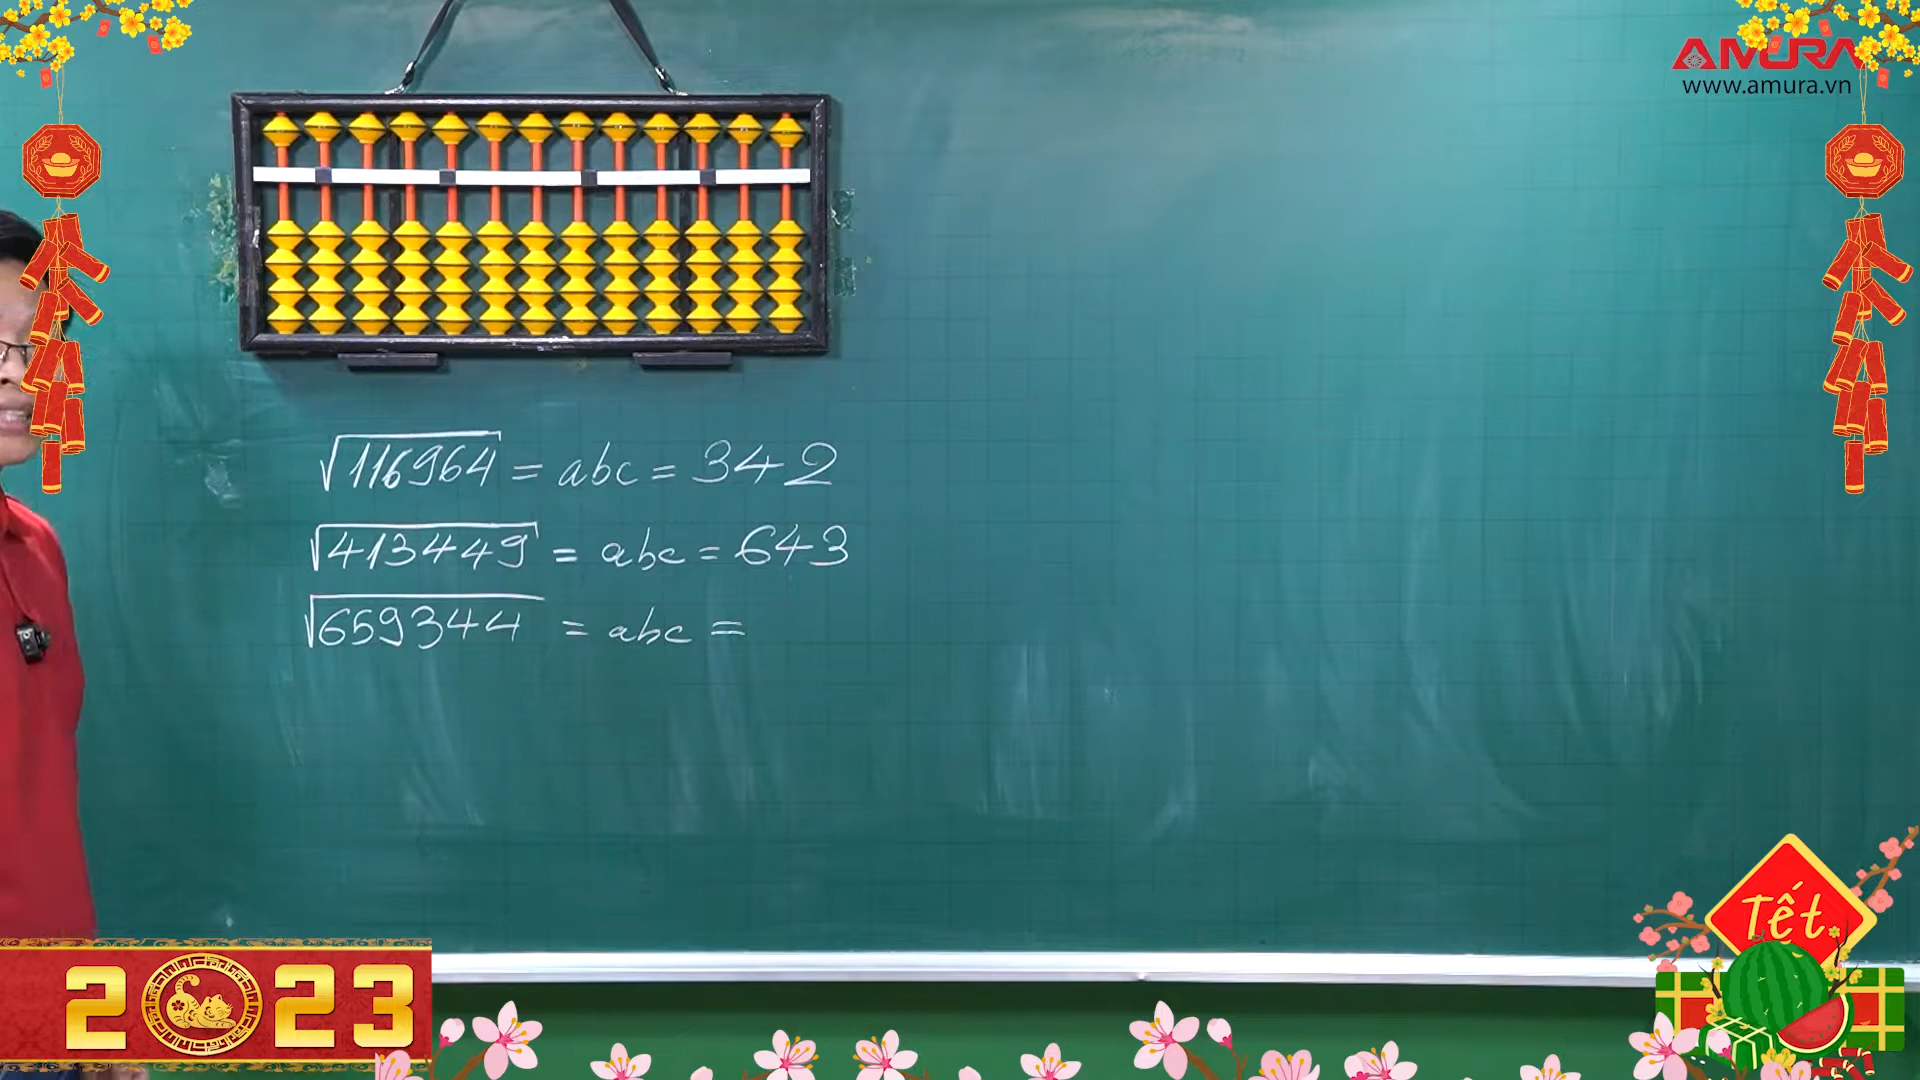 AMURA
www.amura.vn
√116964 = abc = 342
√413449 = abc = 643
√659344 = abc =
Tết
2023